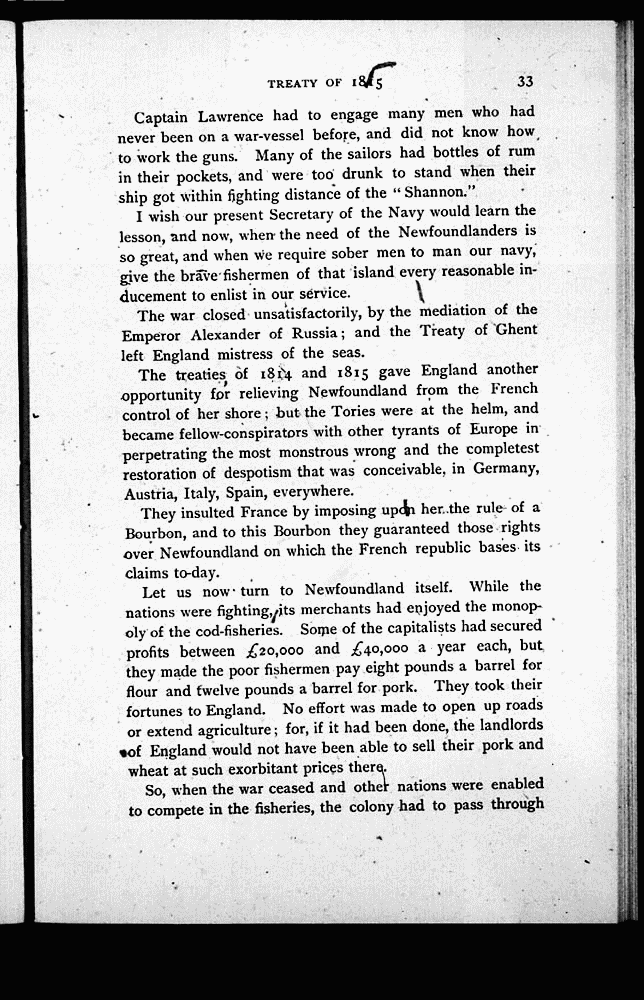 TREATY OF 1815 33
Captain Lawrence had to engage many men who had
never been on a war-vessel before, and did not know how
to work the guns. Many of the sailors had bottles of rum
in their pockets, and were too drunk to stand when their
ship got within fighting distance of the "Shannon."
I wish our present Secretary of the Navy would learn the
lesson, and now, when the need of the Newfoundlanders is
so great, and when we require sober men to man our navy,
give the brave fishermen of that island every reasonable in-
ducement to enlist in our service.
The war closed unsatisfactorily, by the mediation of the
Emperor Alexander of Russia; and the Treaty of Ghent
left England mistress of the seas.
The treaties of 1814 and 1815 gave England another
opportunity for relieving Newfoundland from the French
control of her shore; but the Tories were at the helm, and
became fellow-conspirators with other tyrants of Europe in
perpetrating the most monstrous wrong and the completest
restoration of despotism that was conceivable, in Germany,
Austria, Italy, Spain, everywhere.
They insulted France by imposing upon her the rule of a
Bourbon, and to this Bourbon they guaranteed those rights
over Newfoundland on which the French republic bases its
claims to-day.
Let us now turn to Newfoundland itself. While the
nations were fighting, its merchants had enjoyed the monop-
oly of the cod-fisheries. Some of the capitalists had secured
profits between £20,000 and £40,000 a year each, but
they made the poor fishermen pay eight pounds a barrel for
flour and twelve pounds a barrel for pork. They took their
fortunes to England. No effort was made to open up roads
or extend agriculture; for, if it had been done, the landlords
of England would not have been able to sell their pork and
wheat at such exorbitant prices there.
So, when the war ceased and other nations were enabled
to compete in the fisheries, the colony had to pass through